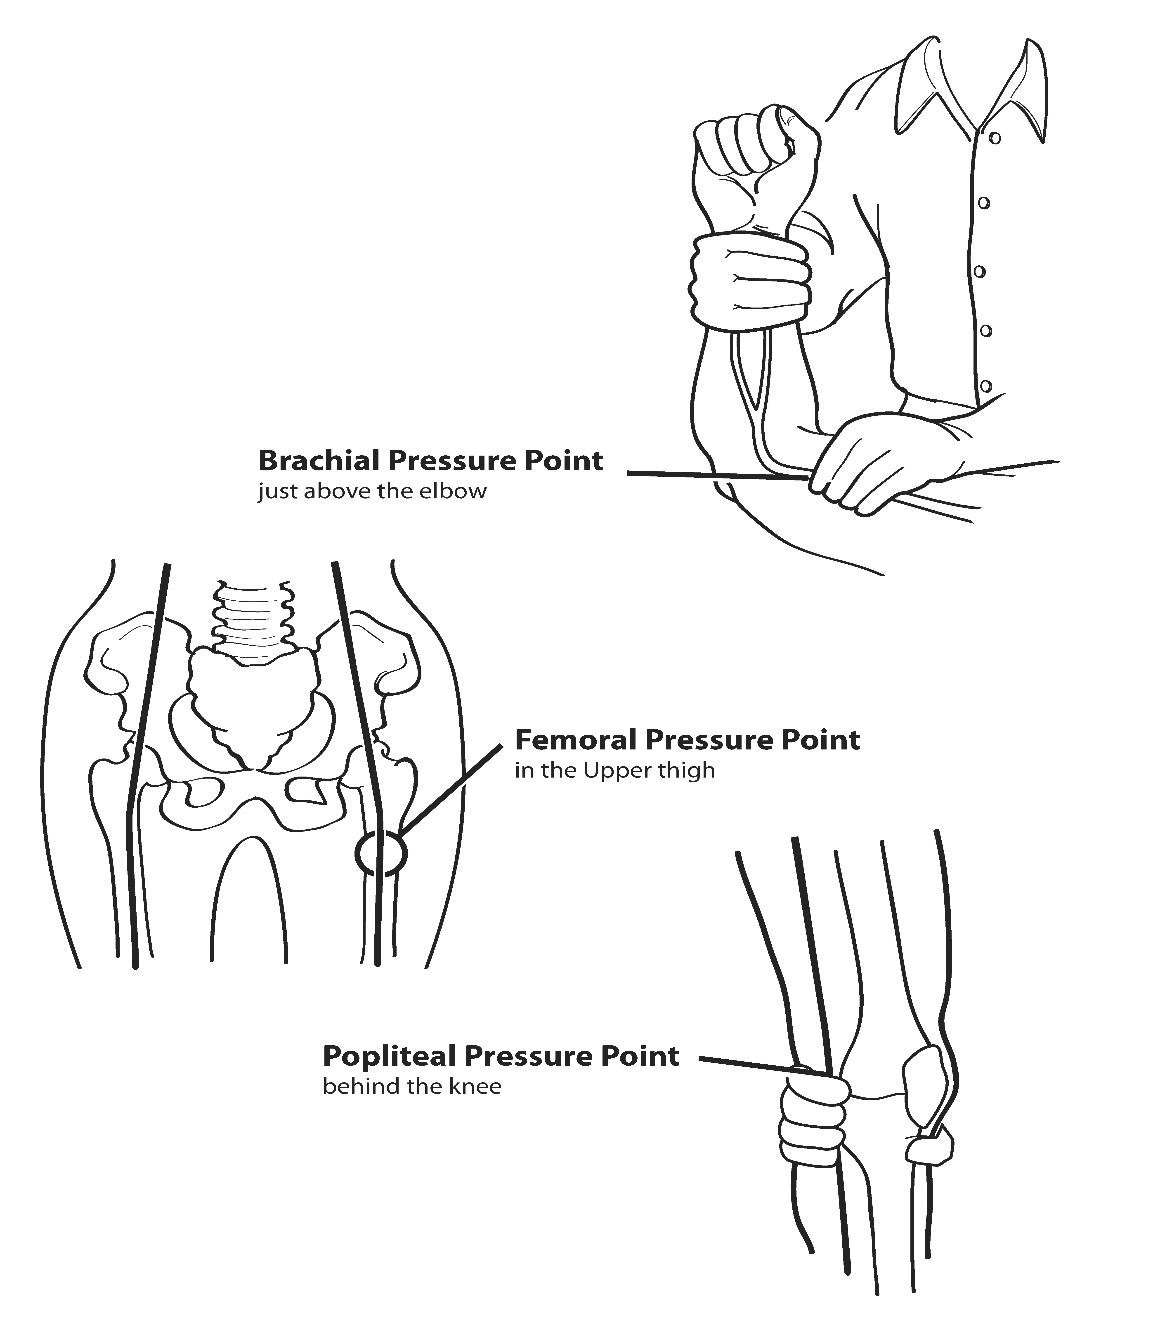 Brachial Pressure Point
just above the elbow
Femoral Pressure Point
in the Upper thigh
Popliteal Pressure Point
behind the knee